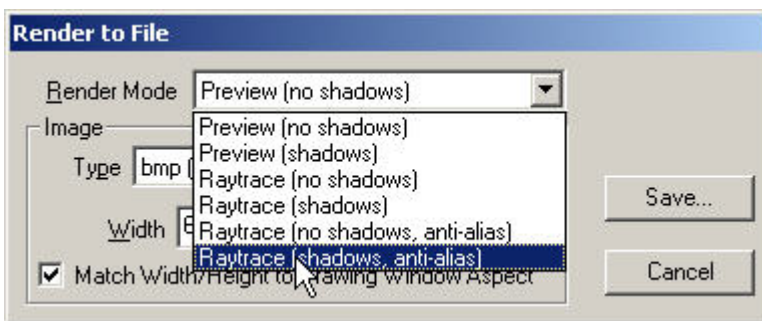 Render to File
Render Mode Preview (no shadows)
Image
Preview (no shadows)
Preview (shadows)
Type bmp (
Raytrace (no shadows)
Raytrace (shadows)
Save...
Width
Raytrace (no shadows, anti-alias)
Raytrace (shadows, anti-alias)
Match Width/Height to Drawing Window Aspect
Cancel